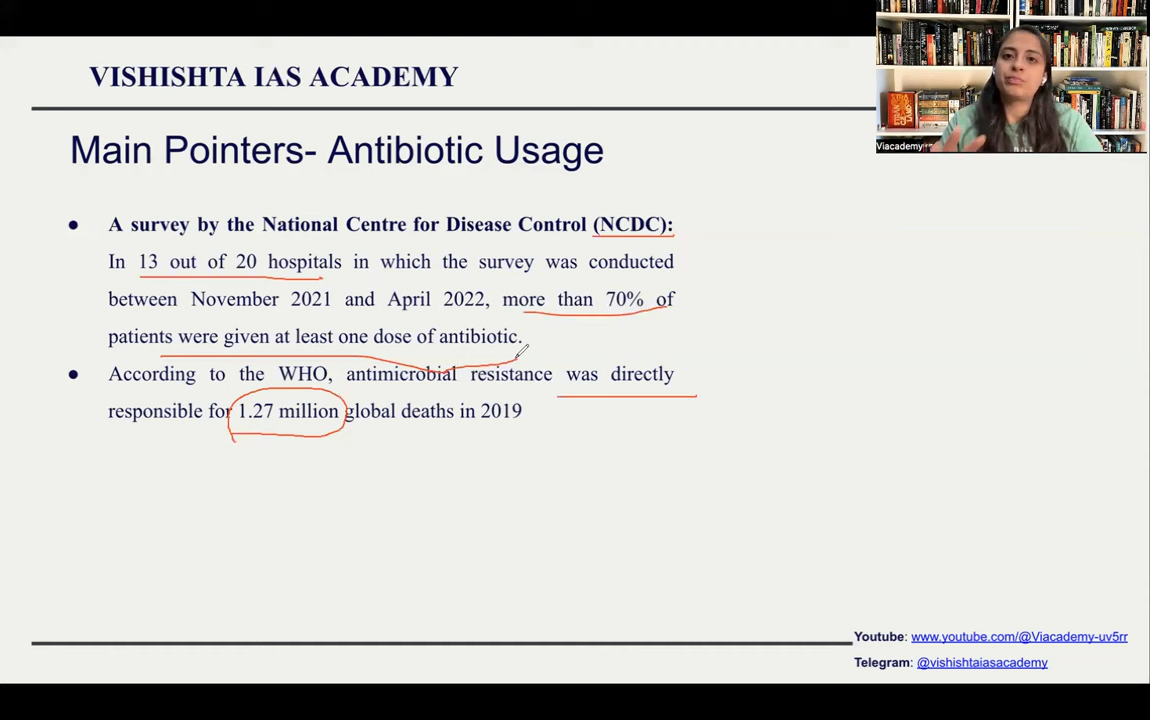 VISHISHTA IAS ACADEMY
Viacademy
Main Pointers- Antibiotic Usage
● A survey by the National Centre for Disease Control (NCDC):
In 13 out of 20 hospitals in which the survey was conducted
between November 2021 and April 2022, more than 70% of
patients were given at least one dose of antibiotic.
● According to the WHO, antimicrobial resistance was directly
responsible for 1.27 million global deaths in 2019
Youtube: www.youtube.com/@Viacademy-uv5rr
Telegram: @vishishtaiasacademy